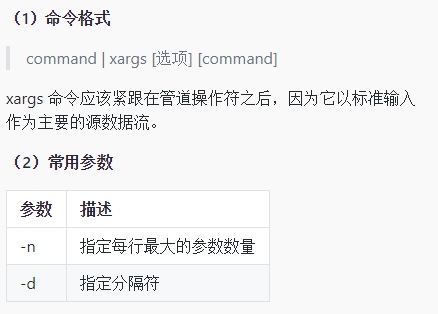 （1）命令格式
command | xargs [选项] [command]
xargs 命令应该紧跟在管道操作符之后，因为它以标准输入
作为主要的源数据流。
（2）常用参数
参数 描述
-n 指定每行最大的参数数量
-d 指定分隔符